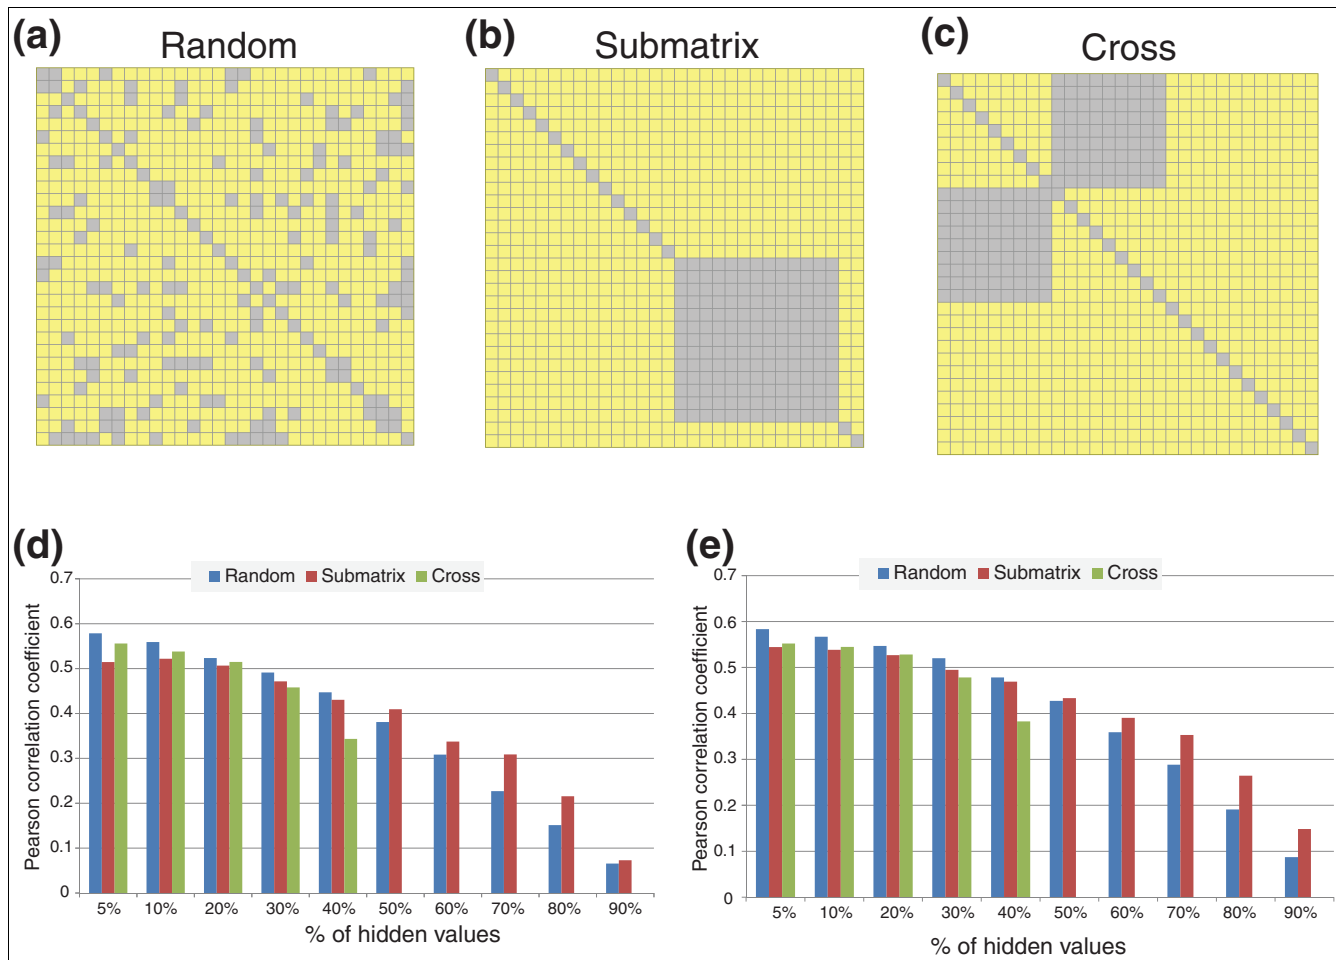 (a) Random
(b) Submatrix
(c) Cross
(d)
Random Submatrix Cross
Pearson correlation coefficient
0.7
0.6
0.5
0.4
0.3
0.2
0.1
0
5% 10% 20% 30% 40% 50% 60% 70% 80% 90%
% of hidden values
(e)
Random Submatrix Cross
Pearson correlation coefficient
0.7
0.6
0.5
0.4
0.3
0.2
0.1
0
5% 10% 20% 30% 40% 50% 60% 70% 80% 90%
% of hidden values